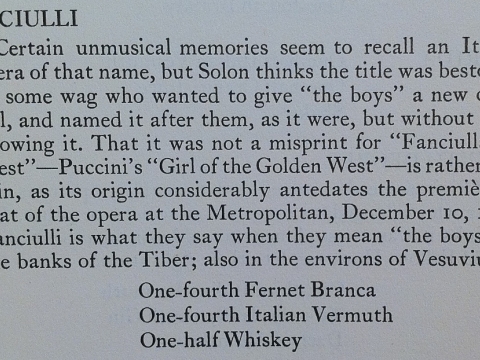 CIULLI
Certain unmusical memories seem to recall an It
era of that name, but Solon thinks the title was besto
some wag who wanted to give "the boys" a new c
l, and named it after them, as it were, but without
owing it. That it was not a misprint for "Fanciull
est"—Puccini's "Girl of the Golden West"—is rather
in, as its origin considerably antedates the premiè
at of the opera at the Metropolitan, December 10, 1
anciulli is what they say when they mean "the boys
e banks of the Tiber; also in the environs of Vesuviu
One-fourth Fernet Branca
One-fourth Italian Vermuth
One-half Whiskey